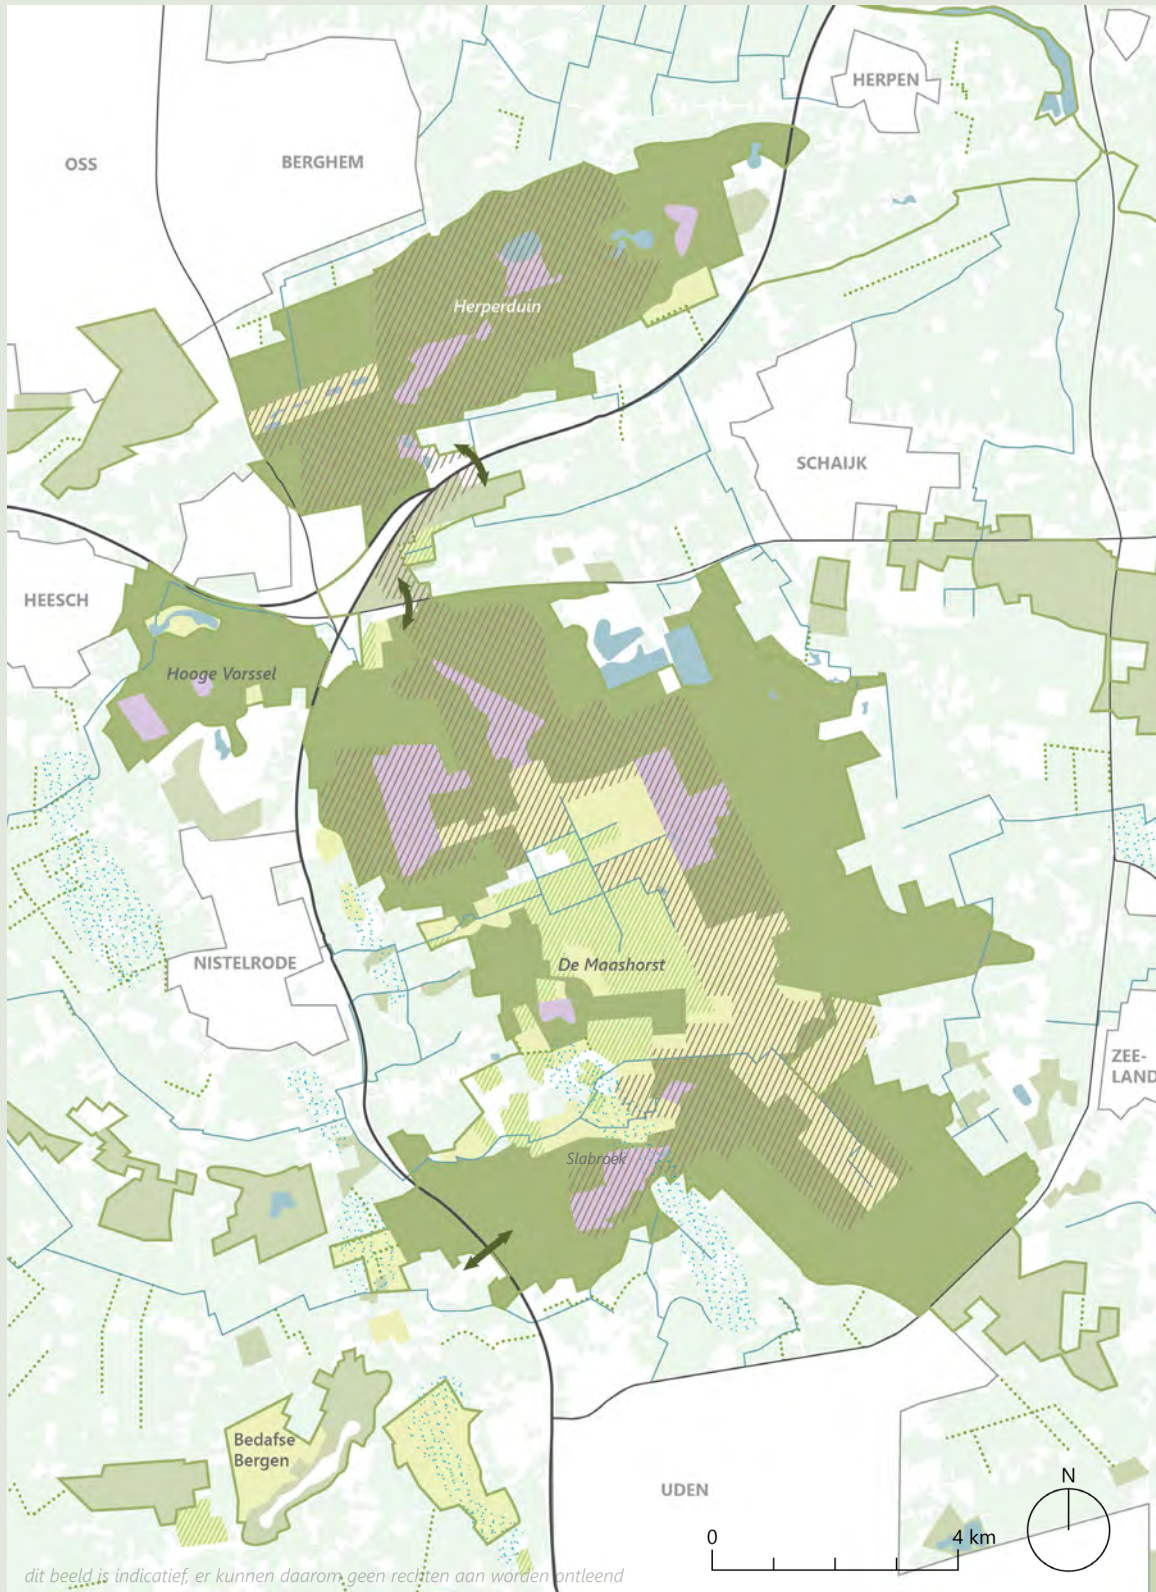 HERPEN
OSS
BERGHEM
Herperduin
SCHAIJK
HEESCH
Hooge Vorssel
NISTELRODE
De Maashorst
ZEE-
LAND
Slabroek
Bedafse
Bergen
UDEN
N
0
4 km
dit beeld is indicatief, er kunnen daarom geen rechten aan worden ontleend